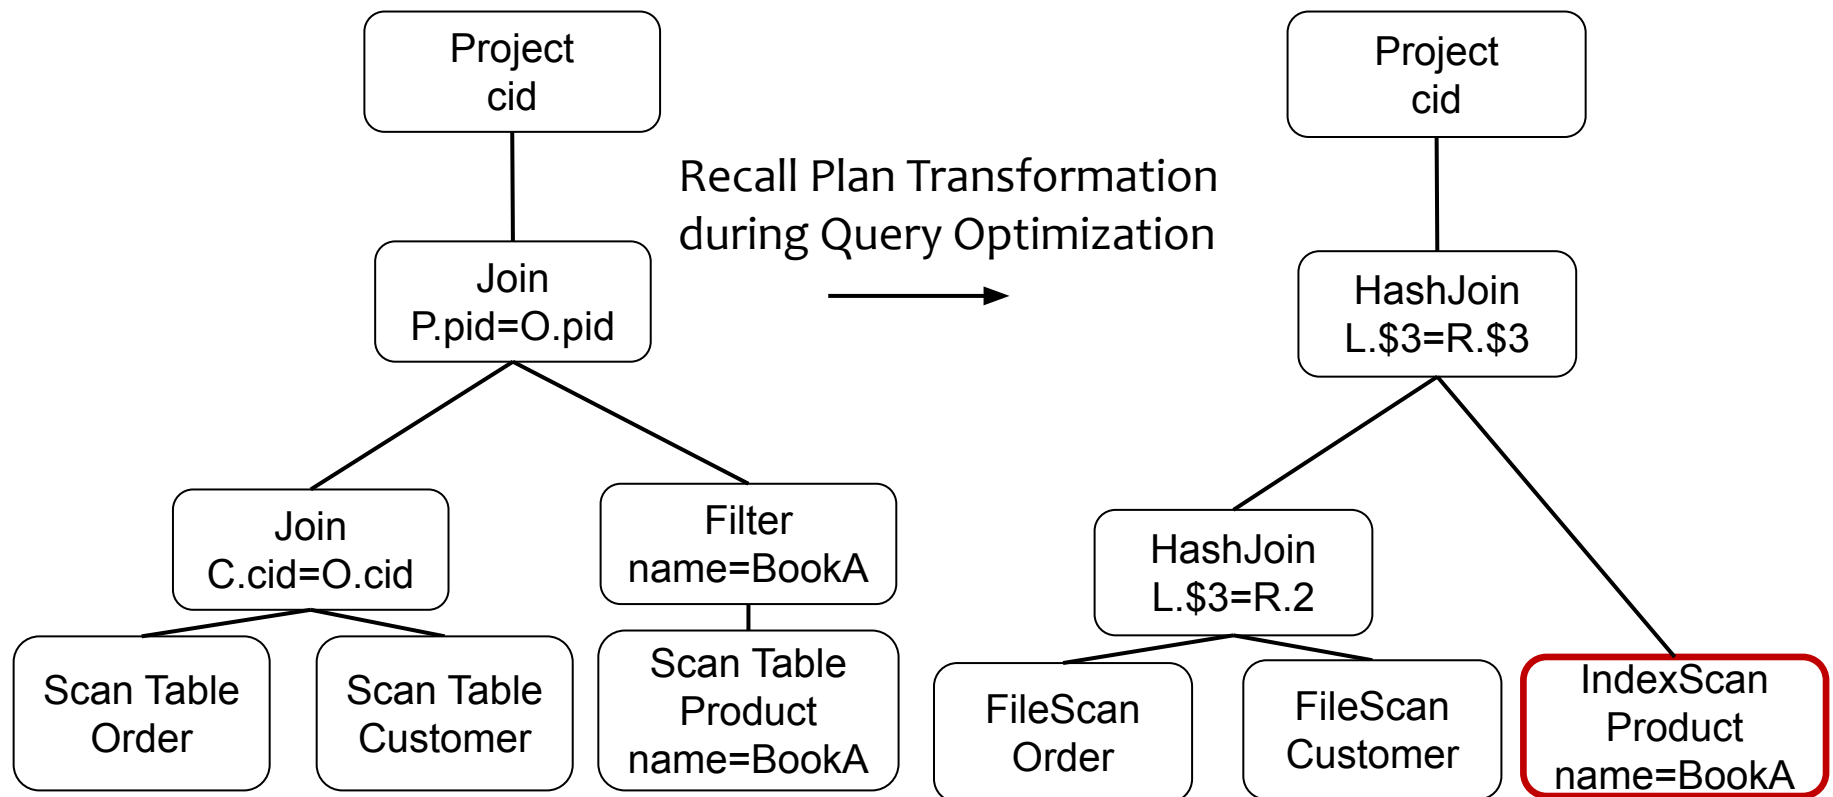 Project
cid
Join
P.pid=O.pid
Join
C.cid=O.cid
Filter
name=BookA
Scan Table
Order
Scan Table
Customer
Scan Table
Product
name=BookA
Recall Plan Transformation
during Query Optimization
Project
cid
HashJoin
L.$3=R.$3
HashJoin
L.$3=R.2
FileScan
Order
FileScan
Customer
IndexScan
Product
name=BookA